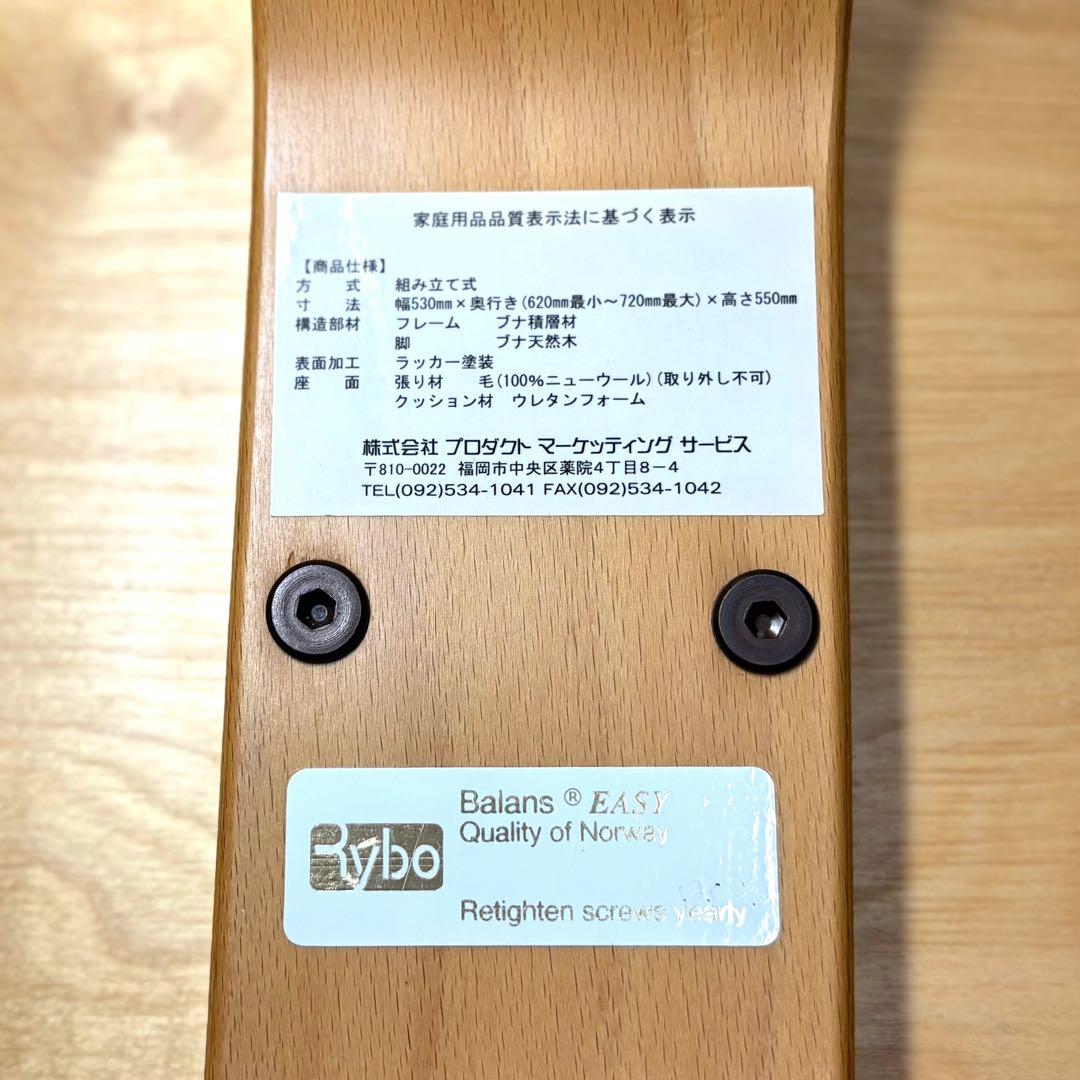 家庭用品品質表示法に基づく表示
【商品仕様】
方 式 組み立て式
寸 法 幅530mm×奥行き(620mm最小〜720mm最大)×高さ550mm
構造部材 フレーム ブナ積層材
脚 ブナ天然木
表面加工 ラッカー塗装
座 面 張り材 毛(100%ニューウール)(取り外し不可)
クッション材 ウレタンフォーム
株式会社 プロダクト マーケッティング サービス
〒810-0022 福岡市中央区薬院4丁目8-4
TEL(092)534-1041 FAX(092)534-1042
Balans ® EASY
Quality of Norway
Rybo
Retighten screws yearly